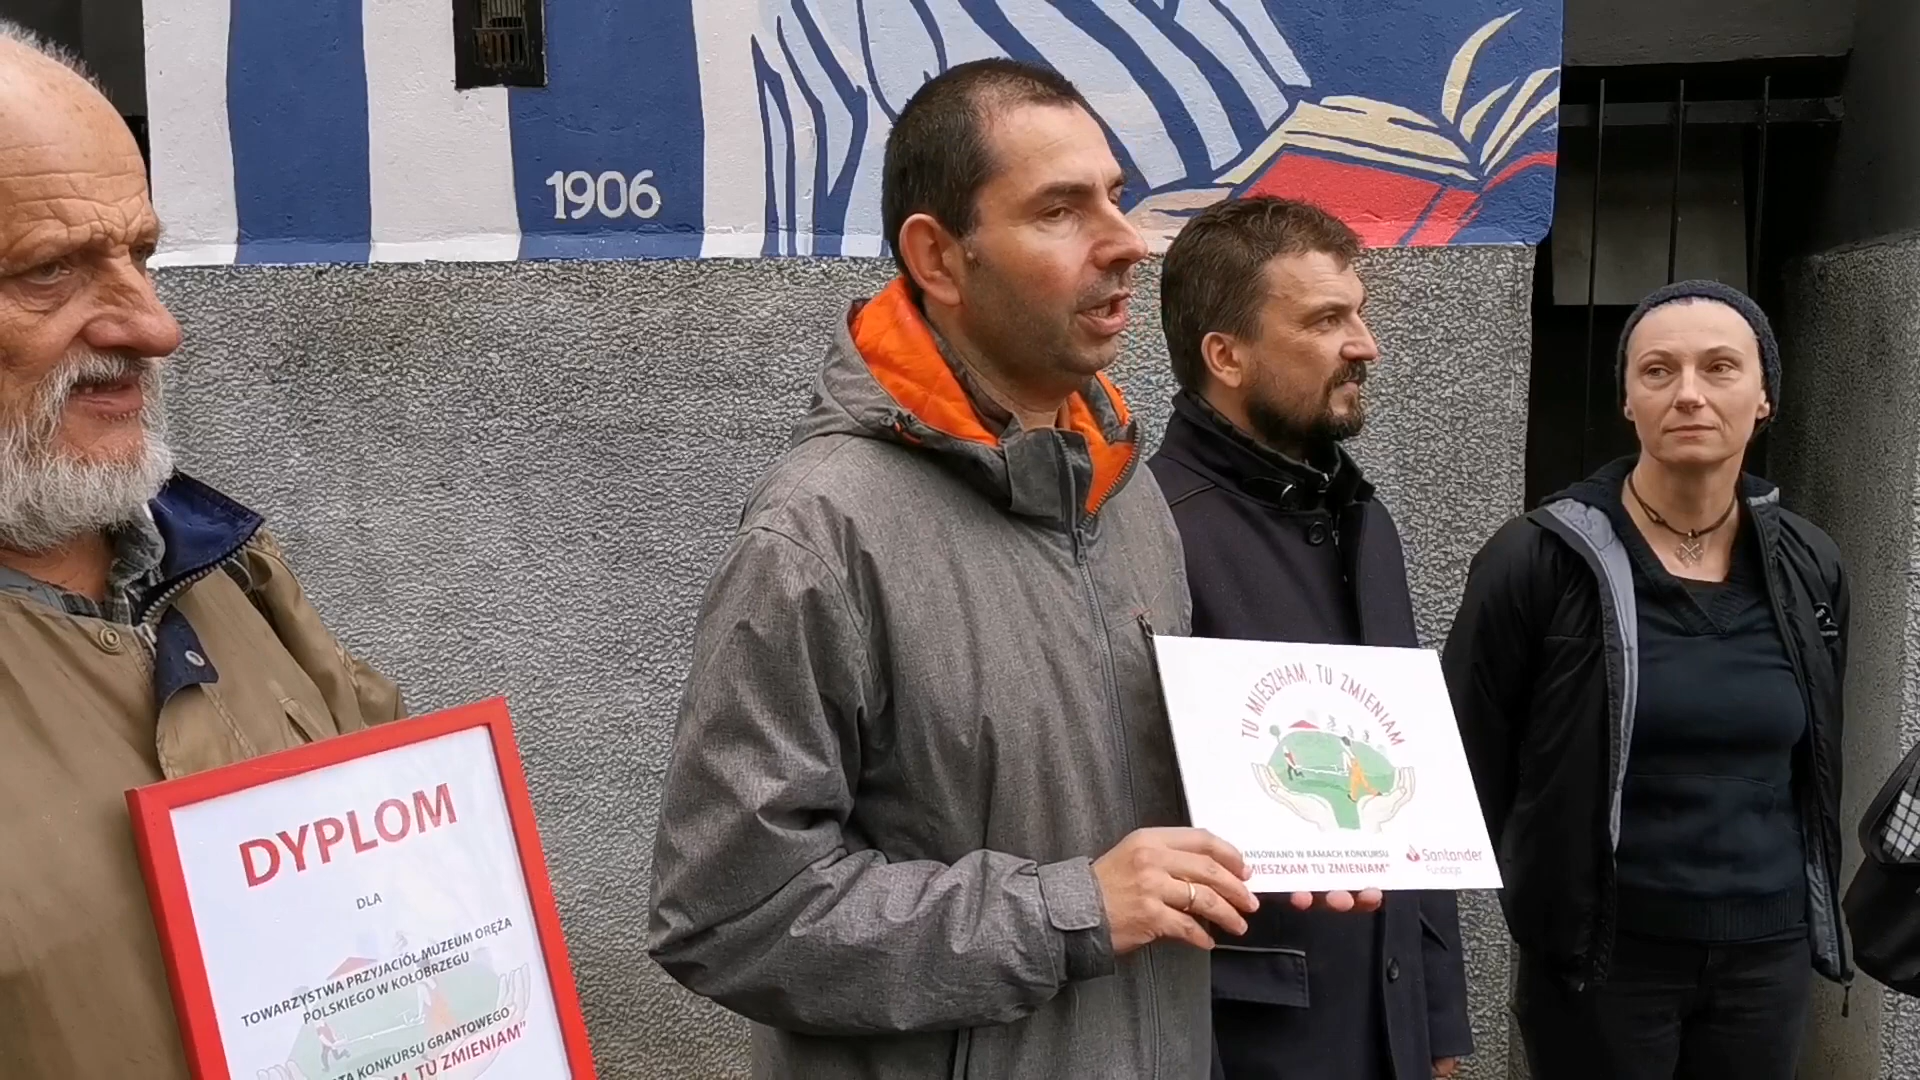 1906
DYPLOM
DLA
TOWARZYSTWA PRZYJACIÓŁ MUZEUM ORĘŻA
POLSKIEGO W KOŁOBRZEGU
KONKURSU GRANTOWEGO
TU ZMIENIAM"
TU MIESZKAM, TU ZMIENIAM
W RAMACH KONKURSU
MIESZKAM TU ZMIENIAM"
Santander
Fundacja